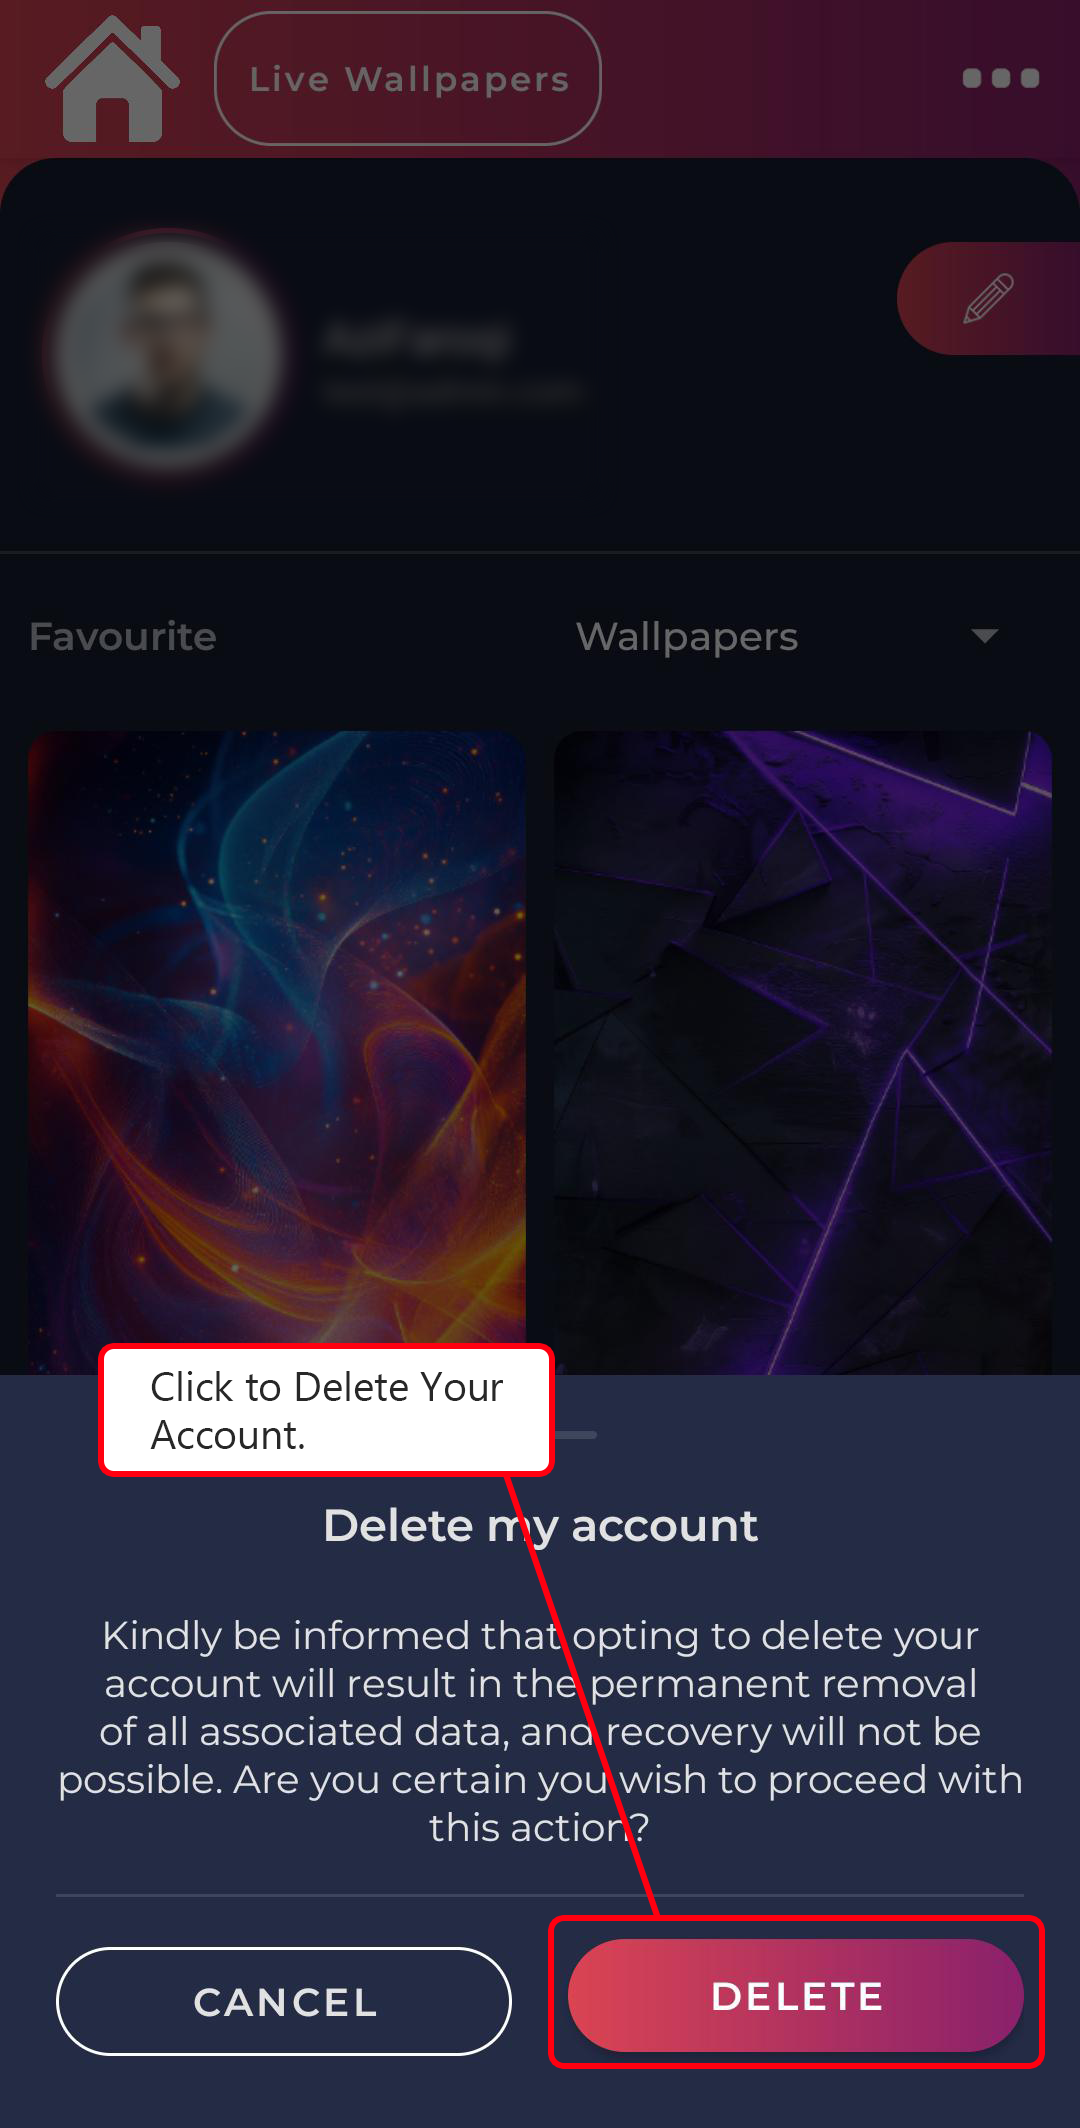 Live Wallpapers
Favourite
Wallpapers
Click to Delete Your
Account.
Delete my account
Kindly be informed that opting to delete your
account will result in the permanent removal
of all associated data, and recovery will not be
possible. Are you certain you wish to proceed with
this action?
CANCEL
DELETE